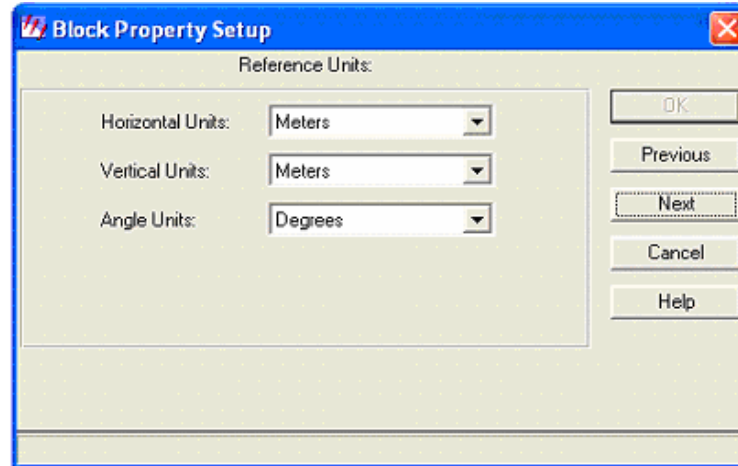 Block Property Setup
Reference Units:
Horizontal Units: Meters
Vertical Units: Meters
Angle Units: Degrees
OK
Previous
Next
Cancel
Help